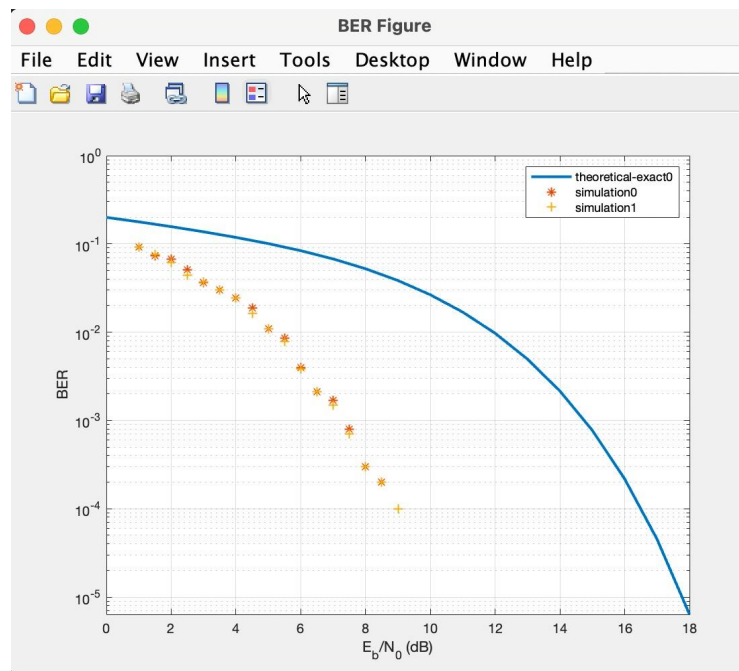 BER Figure
File Edit View Insert Tools Desktop Window Help
theoretical-exact0
simulation0
simulation1
10^0
10^-1
10^-2
10^-3
10^-4
10^-5
BER
0 2 4 6 8 10 12 14 16 18
E_b/N_0 (dB)